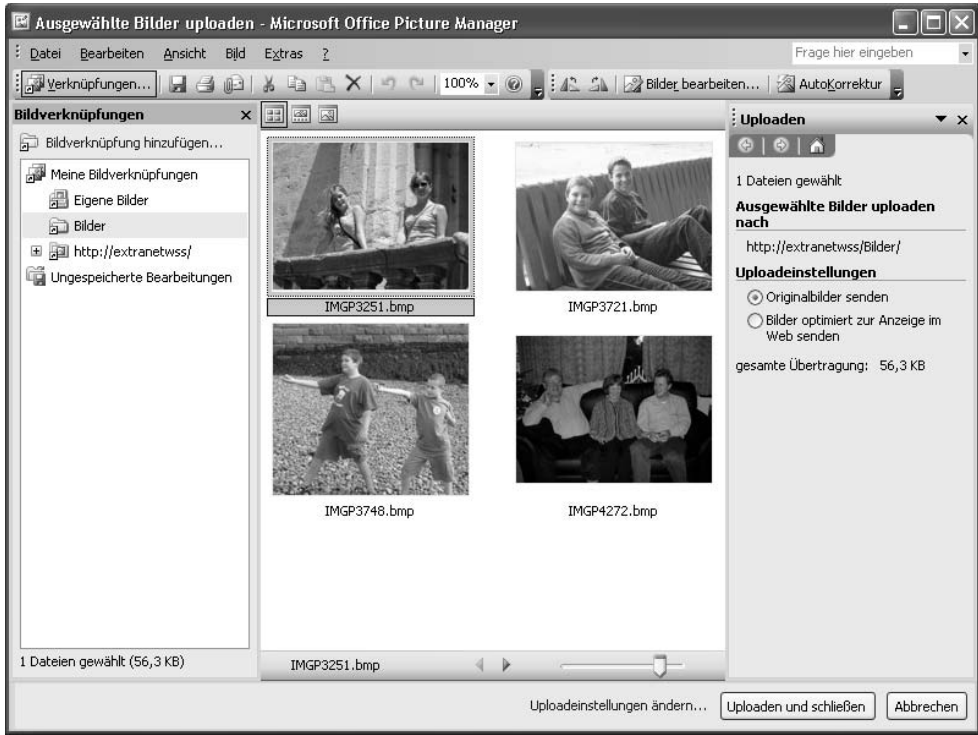 Ausgewählte Bilder uploaden - Microsoft Office Picture Manager
Datei Bearbeiten Ansicht Bild Extras ?
Frage hier eingeben
Verknüpfungen...
100%
Bilder bearbeiten...
AutoKorrektur
Bildverknüpfungen
Bildverknüpfung hinzufügen...
Meine Bildverknüpfungen
Eigene Bilder
Bilder
http://extranetwss/
Ungespeicherte Bearbeitungen
1 Dateien gewählt (56,3 KB)
IMGP3251.bmp
IMGP3721.bmp
IMGP3748.bmp
IMGP4272.bmp
IMGP3251.bmp
Uploaden
1 Dateien gewählt
Ausgewählte Bilder uploaden
nach
http://extranetwss/Bilder/
Uploadeinstellungen
Originalbilder senden
Bilder optimiert zur Anzeige im
Web senden
gesamte Übertragung: 56,3 KB
Uploadeinstellungen ändern...
Uploaden und schließen
Abbrechen